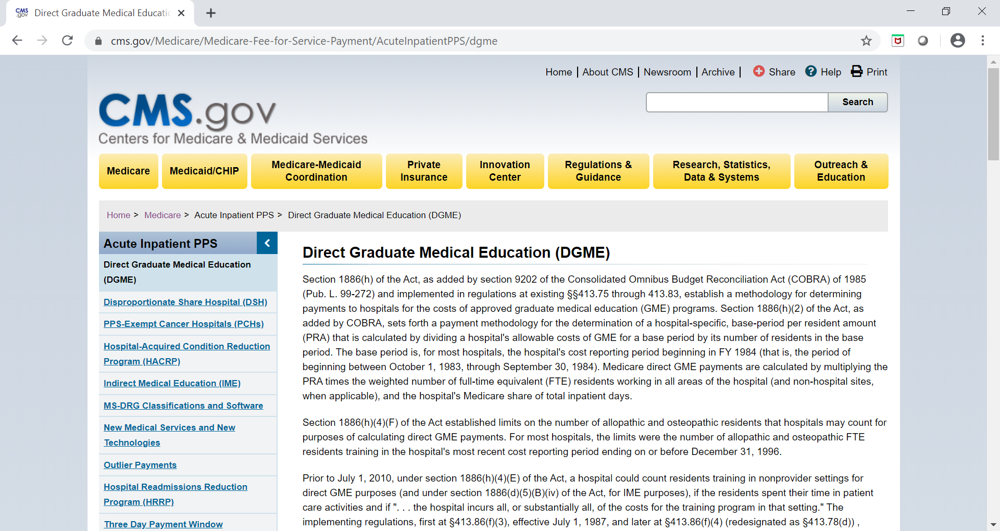 CMS
.gov
Direct Graduate Medical Educatio
cms.gov/Medicare/Medicare-Fee-for-Service-Payment/AcuteInpatientPPS/dgme
Home | About CMS | Newsroom | Archive | Share Help Print
Search
CMS.gov
Centers for Medicare & Medicaid Services
Medicare
Medicaid/CHIP
Medicare-Medicaid
Coordination
Private
Insurance
Innovation
Center
Regulations &
Guidance
Research, Statistics,
Data & Systems
Outreach &
Education
Home > Medicare > Acute Inpatient PPS > Direct Graduate Medical Education (DGME)
Acute Inpatient PPS
Direct Graduate Medical Education
(DGME)
Disproportionate Share Hospital (DSH)
PPS-Exempt Cancer Hospitals (PCHs)
Hospital-Acquired Condition Reduction
Program (HACRP)
Indirect Medical Education (IME)
MS-DRG Classifications and Software
New Medical Services and New
Technologies
Outlier Payments
Hospital Readmissions Reduction
Program (HRRP)
Three Day Payment Window
Direct Graduate Medical Education (DGME)
Section 1886(h) of the Act, as added by section 9202 of the Consolidated Omnibus Budget Reconciliation Act (COBRA) of 1985
(Pub. L. 99-272) and implemented in regulations at existing §§413.75 through 413.83, establish a methodology for determining
payments to hospitals for the costs of approved graduate medical education (GME) programs. Section 1886(h)(2) of the Act, as
added by COBRA, sets forth a payment methodology for the determination of a hospital-specific, base-period per resident amount
(PRA) that is calculated by dividing a hospital's allowable costs of GME for a base period by its number of residents in the base
period. The base period is, for most hospitals, the hospital's cost reporting period beginning in FY 1984 (that is, the period of
beginning between October 1, 1983, through September 30, 1984). Medicare direct GME payments are calculated by multiplying the
PRA times the weighted number of full-time equivalent (FTE) residents working in all areas of the hospital (and non-hospital sites,
when applicable), and the hospital's Medicare share of total inpatient days.
Section 1886(h)(4)(F) of the Act established limits on the number of allopathic and osteopathic residents that hospitals may count for
purposes of calculating direct GME payments. For most hospitals, the limits were the number of allopathic and osteopathic FTE
residents training in the hospital's most recent cost reporting period ending on or before December 31, 1996.
Prior to July 1, 2010, under section 1886(h)(4)(E) of the Act, a hospital could count residents training in nonprovider settings for
direct GME purposes (and under section 1886(d)(5)(B)(iv) of the Act, for IME purposes), if the residents spent their time in patient
care activities and if ". . . the hospital incurs all, or substantially all, of the costs for the training program in that setting." The
implementing regulations, first at §413.86(f)(3), effective July 1, 1987, and later at §413.86(f)(4) (redesignated as §413.78(d)) ,